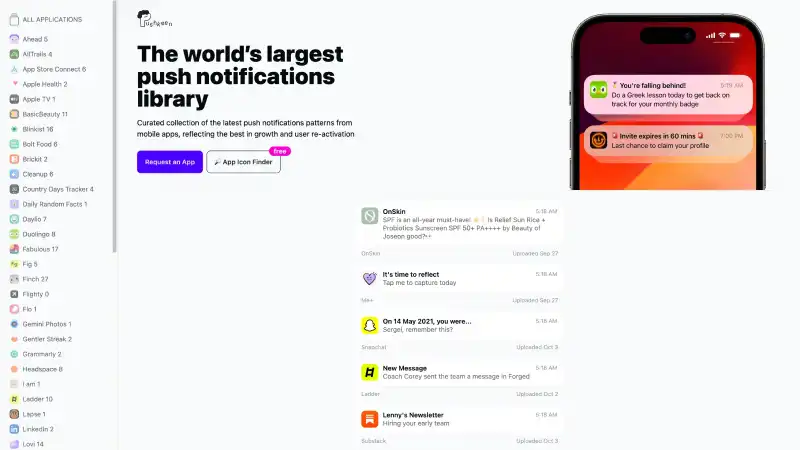 ALL APPLICATIONS
Ahead 5
AllTrails 4
App Store Connect 6
Apple Health 2
Apple TV 1
BasicBeauty 11
Blinkist 16
Bolt Food 6
Brickit 2
Cleanup 6
Country Days Tracker 4
Daily Random Facts 1
Daylio 7
Duolingo 8
Fabulous 17
Fig 5
Finch 27
Flighty 0
Flo 1
Gemini Photos 1
Gentler Streak 2
Grammarly 2
Headspace 8
I am 1
Ladder 10
Lapse 1
LinkedIn 2
Lovi 14
Pushkeen
The world's largest
push notifications
library
Curated collection of the latest push notifications patterns from
mobile apps, reflecting the best in growth and user re-activation
Request an App
App Icon Finder
free
You're falling behind! 5:19 AM
Do a Greek lesson today to get back on
track for your monthly badge
Invite expires in 60 mins 7:00 PM
Last chance to claim your profile
OnSkin 5:18 AM
SPF is an all-year must-have! Is Relief Sun Rice +
Probiotics Sunscreen SPF 50+ PA++++ by Beauty of
Joseon good?
OnSkin Uploaded Sep 27
It's time to reflect 5:18 AM
Tap me to capture today
Me+ Uploaded Sep 27
On 14 May 2021, you were... 5:18 AM
Sergei, remember this?
Snapchat Uploaded Oct 3
New Message 5:18 AM
Coach Corey sent the team a message in Forged
Ladder Uploaded Oct 2
Lenny's Newsletter 5:18 AM
Hiring your early team
Substack Uploaded Oct 3